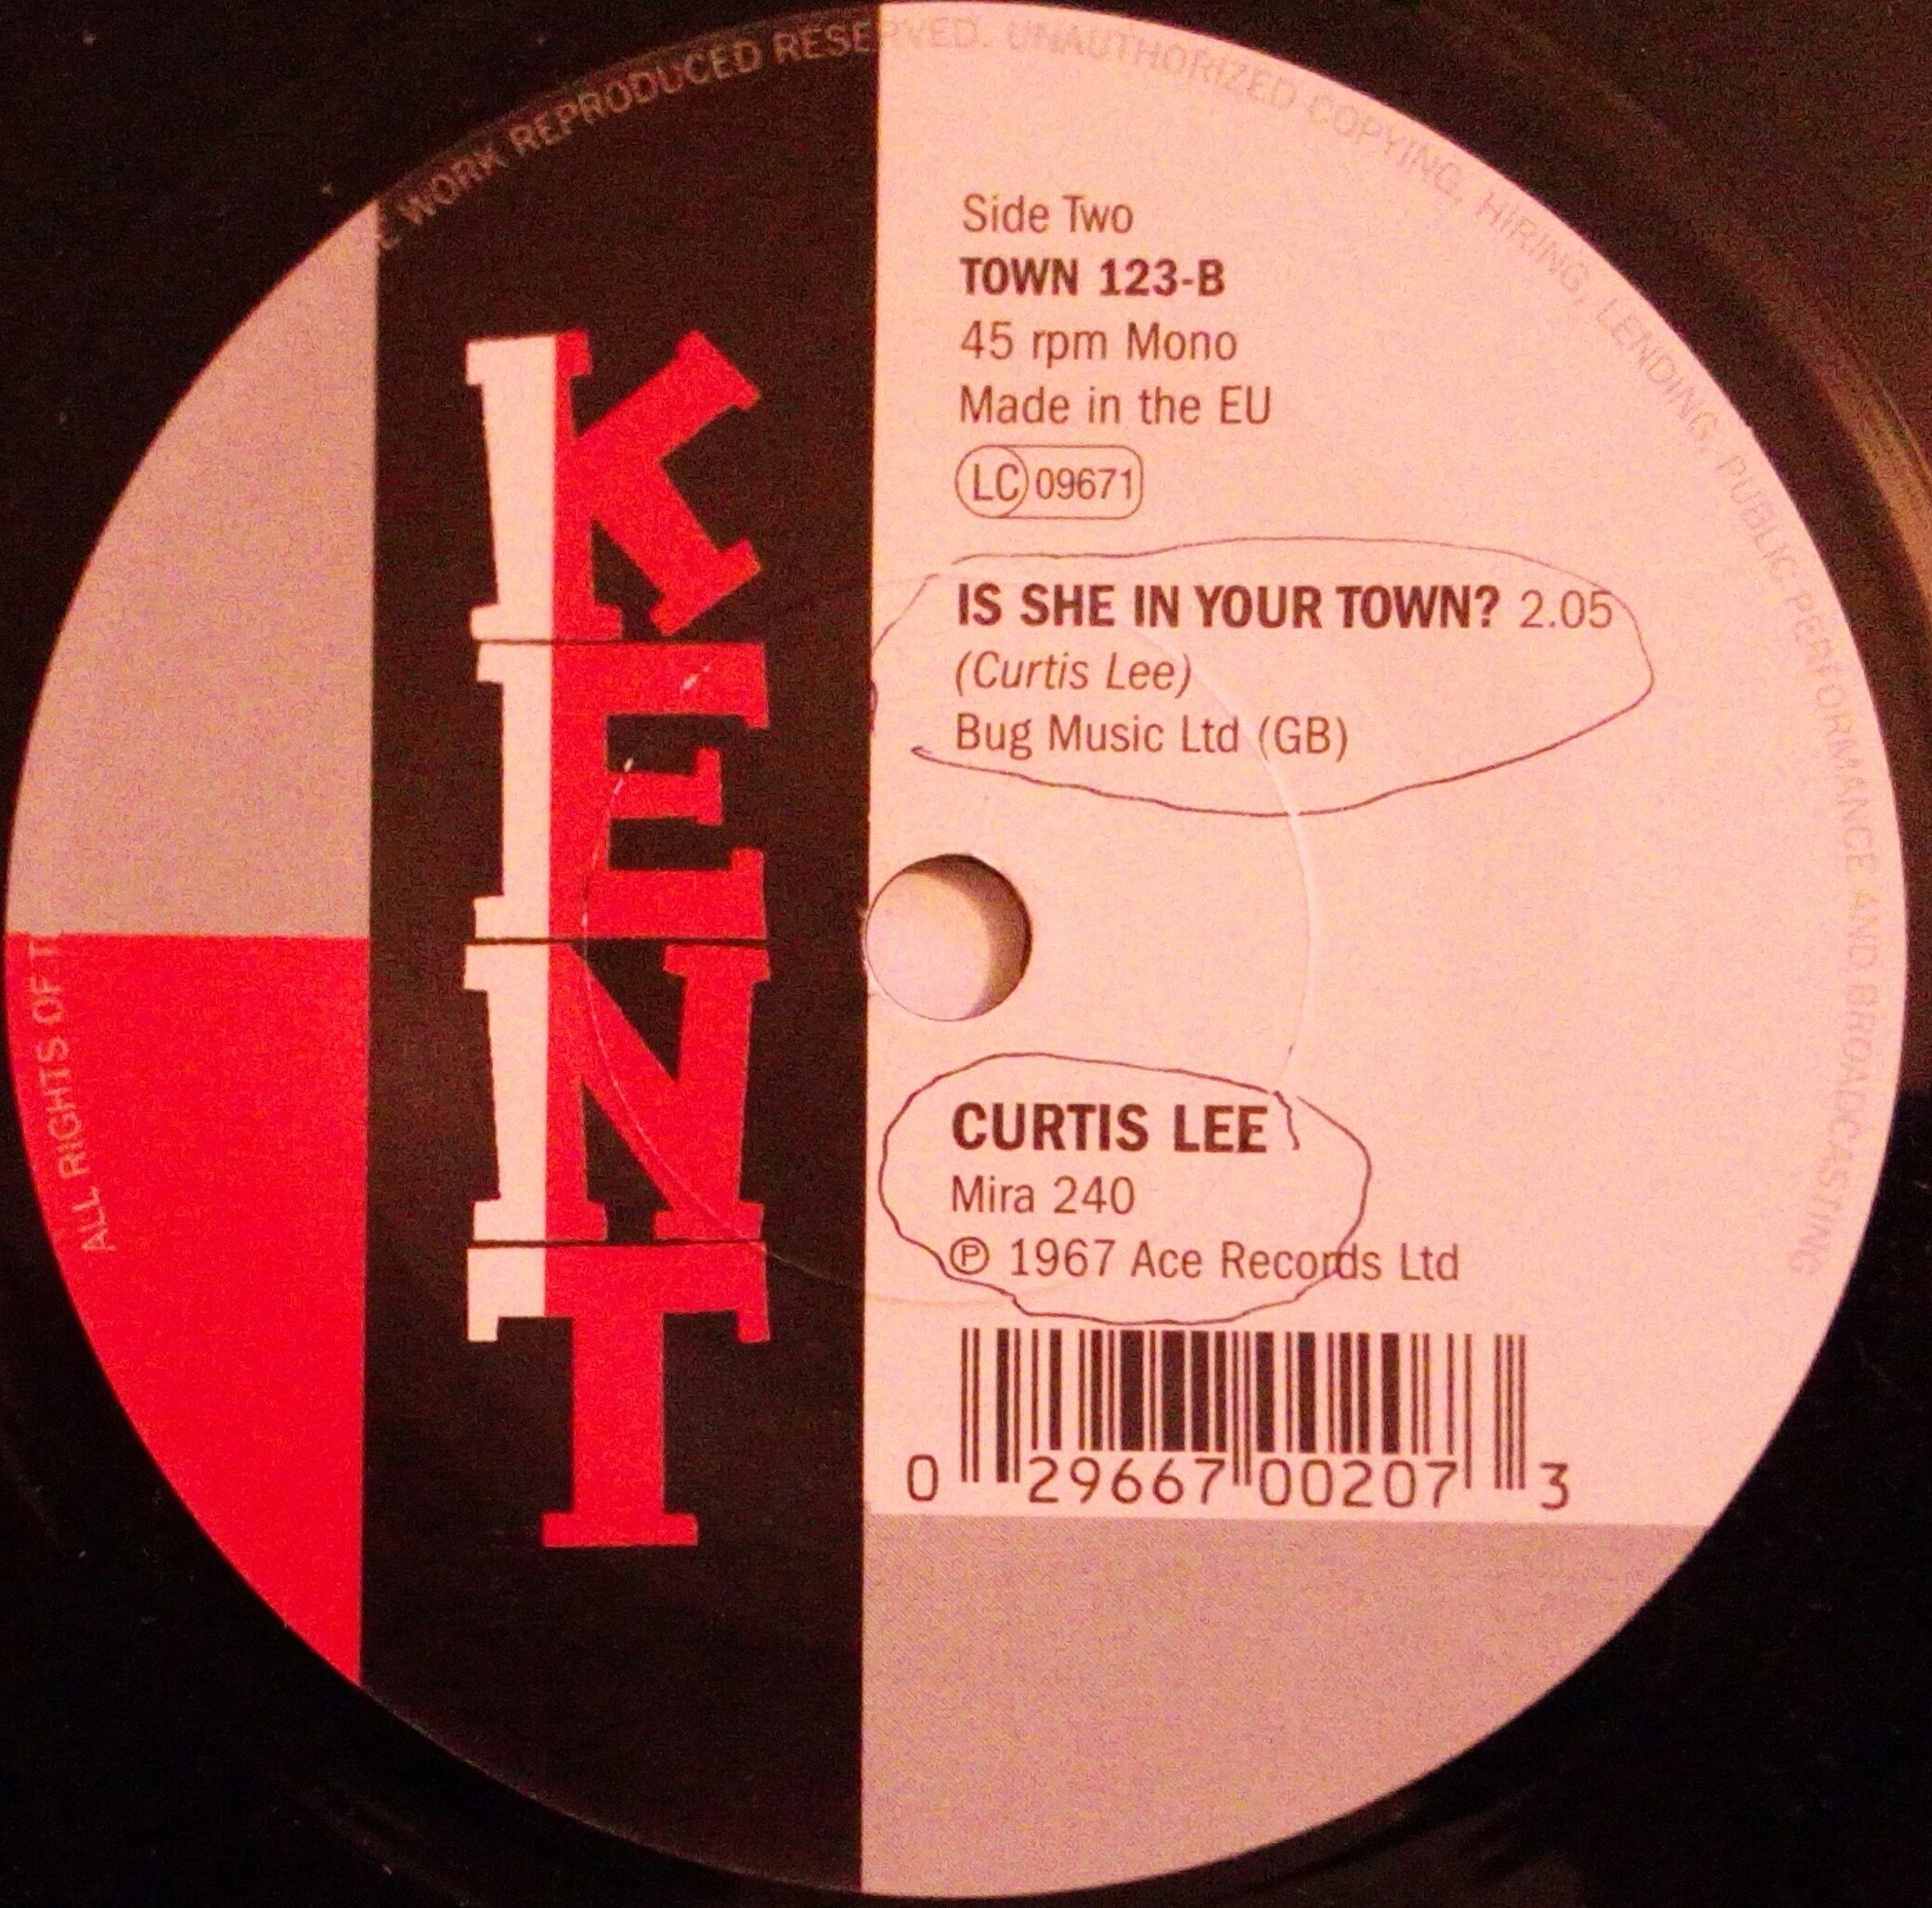 ALL RIGHTS OF T
E WORK REPRODUCED RESERVED. UNAUTHORIZED COPYING, HIRING, LENDING, PUBLIC PERFORMANCE AND BROADCASTING
KENT
Side Two
TOWN 123-B
45 rpm Mono
Made in the EU
LC 09671
IS SHE IN YOUR TOWN? 2.05
(Curtis Lee)
Bug Music Ltd (GB)
CURTIS LEE
Mira 240
℗ 1967 Ace Records Ltd
0 29667 00207 3